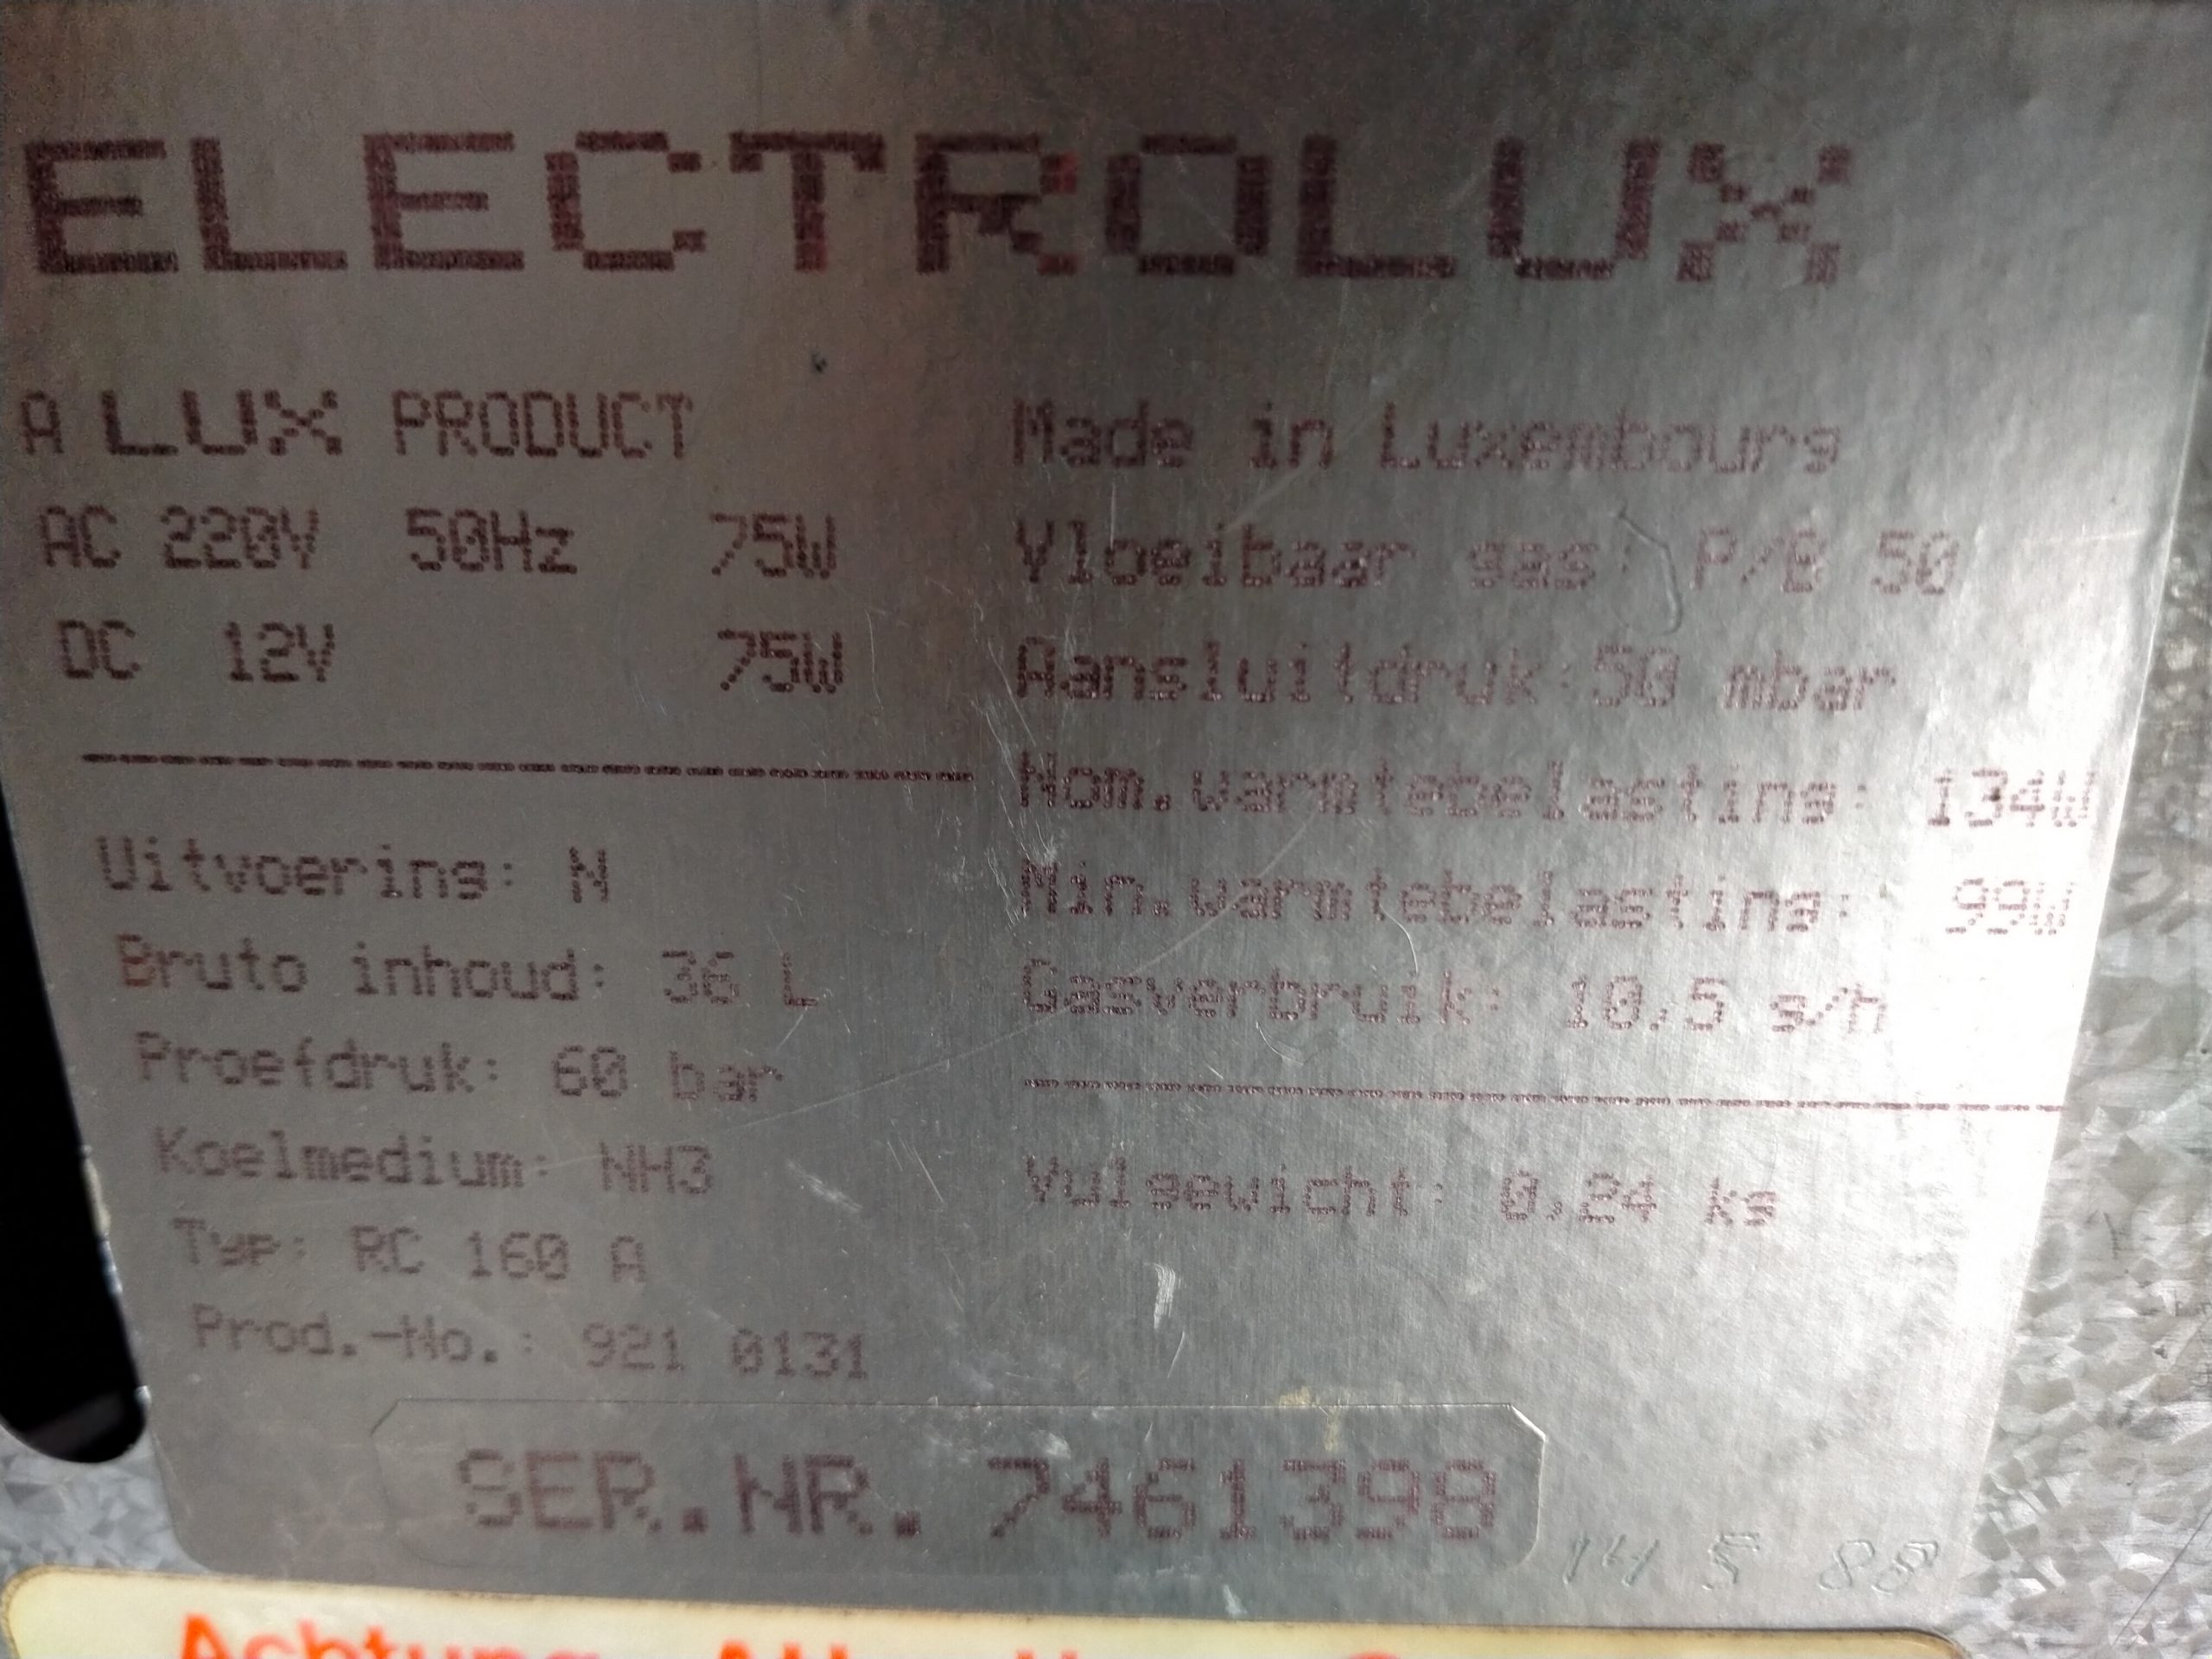 ELECTROLUX
A LUX PRODUCT
AC 220V 50Hz 75W
DC 12V 75W
Uitvoering: N
Bruto inhoud: 36 L
Proefdruk: 60 bar
Koelmedium: NH3
Typ: RC 160 A
Prod.-No.: 921 0131
Made in Luxembourg
Vloeibaar gas: P/B 50
Aansluitdruk:50 mbar
Nom.warmtebelasting: 134W
Min.warmtebelasting: 99W
Gasverbruik: 10,5 g/h
Vulgewicht: 0,24 kg
SER.NR. 7461398
14 5 88
Achtung